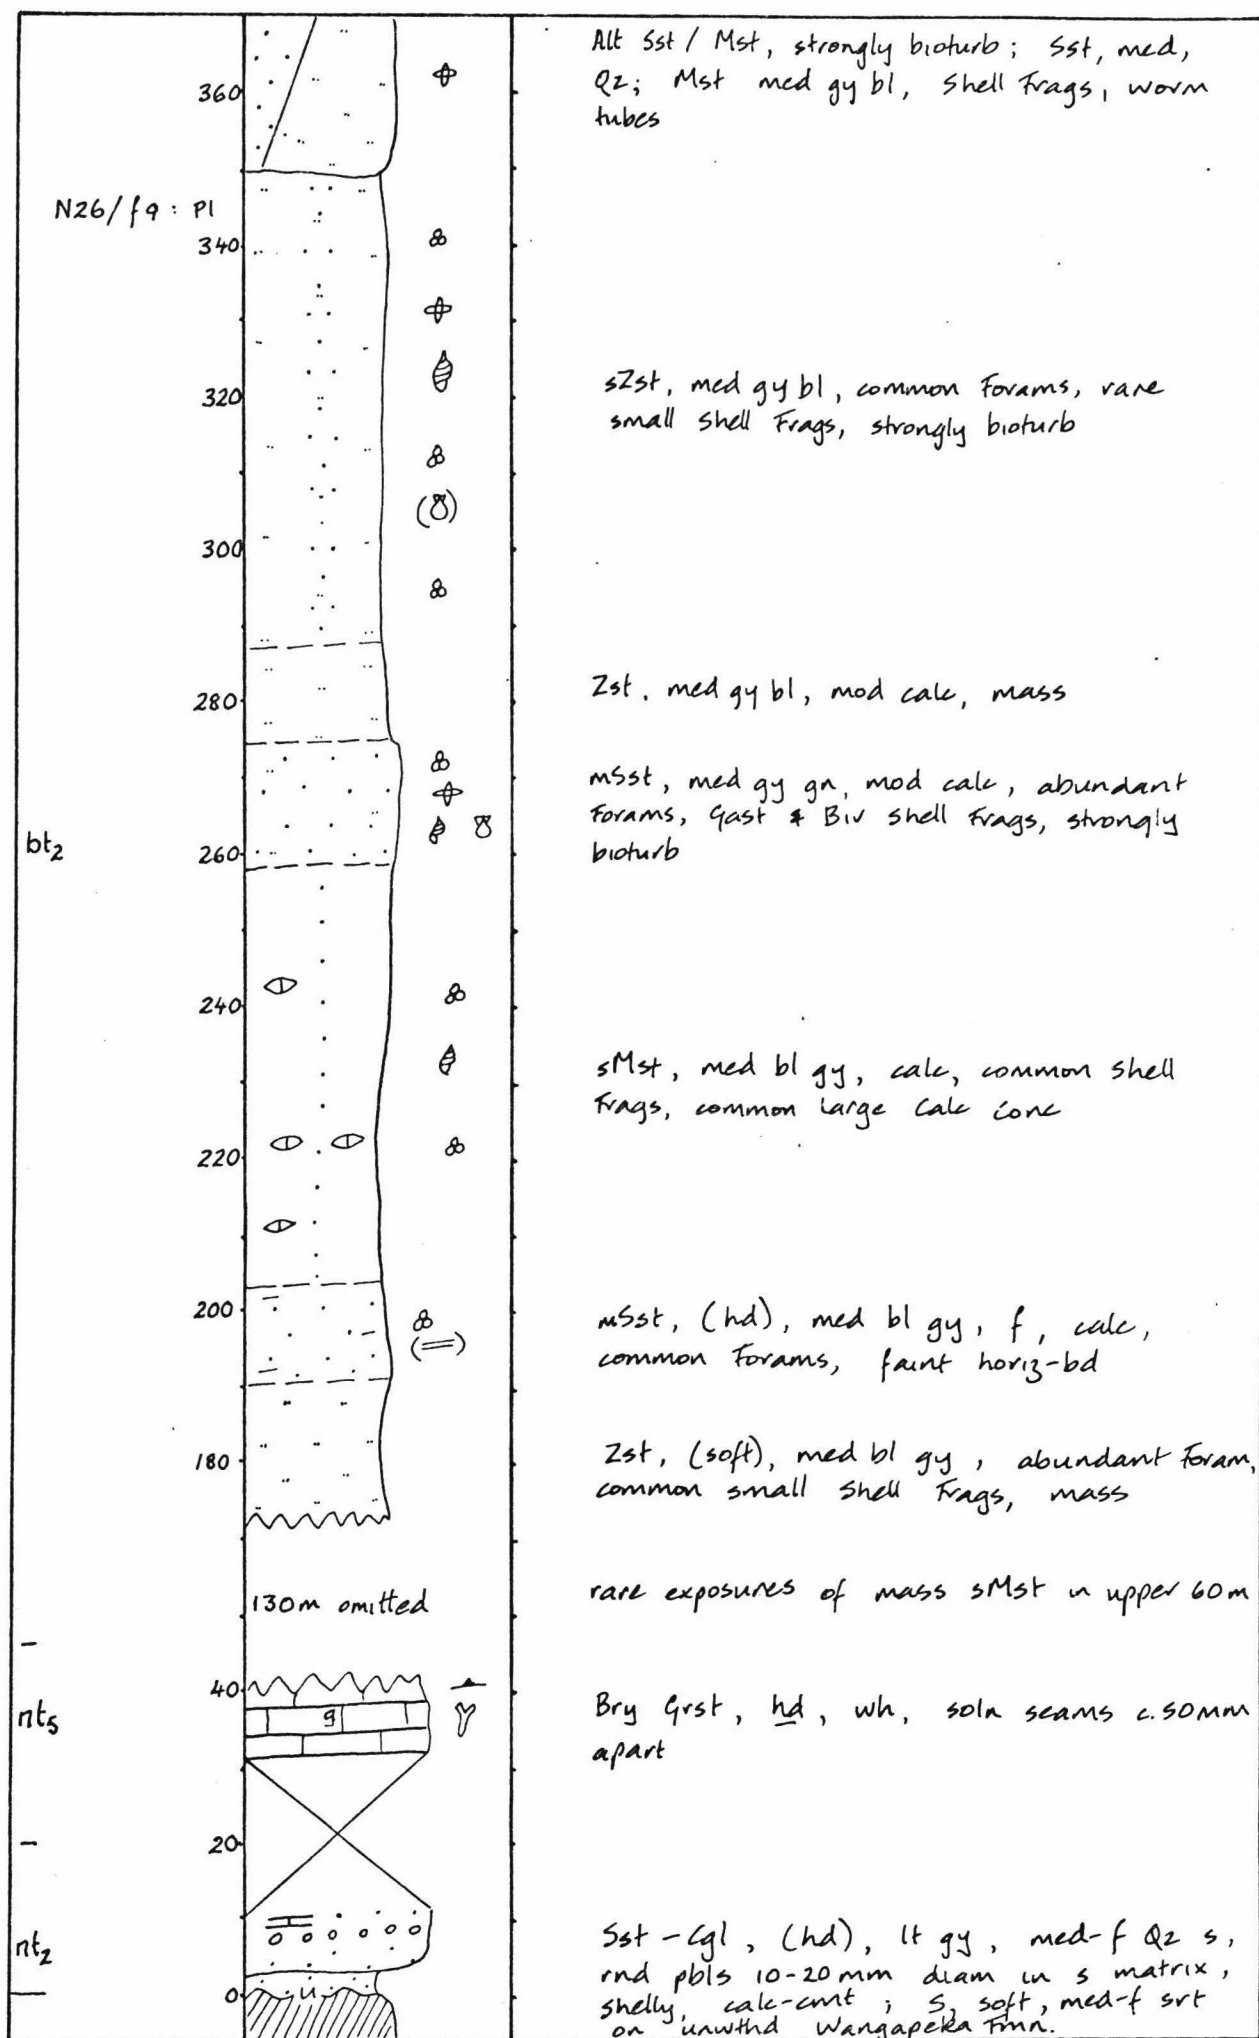 Alt Sst / Mst, strongly bioturb ; Sst, med,
360
Qz; Mst med gy bl, Shell Frags, worm
tubes
N26/f9 : Pl
340
320
sZst, med gy bl, common Forams, rare
small Shell Frags, strongly bioturb
300
280
Zst, med gy bl, mod calc, mass
mSst, med gy gn, mod calc, abundant
Forams, Gast & Biv Shell Frags, strongly
bioturb
bt2
260
240
sMst, med bl gy, calc, common Shell
Frags, common large Calc Conc
220
200
mSst, (hd), med bl gy, f, calc,
common Forams, faint horiz-bd
180
Zst, (soft), med bl gy, abundant Foram,
common small Shell Frags, mass
130m omitted
rare exposures of mass sMst in upper 60m
40
nt5
g
Bry Grst, hd, wh, soln seams c.50mm
apart
20
nt2
Sst - Cgl, (hd), lt gy, med-f Qz s,
rnd pbls 10-20mm diam in s matrix,
0
u
shelly, calc-cmt ; S, soft, med-f srt
on unwthd Wangapeka Fmn.